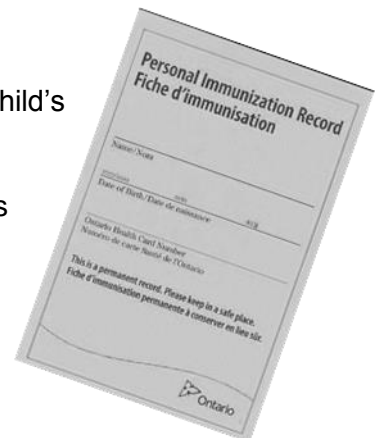 hild's
s
Personal Immunization Record
Fiche d'immunisation
Name/Nom
Date of Birth/Date de naissance
Ontario Health Card Number
Numéro de carte Santé de l'Ontario
This is a permanent record. Please keep in a safe place.
Fiche d'immunisation permanente à conserver en lieu sûr.
Ontario